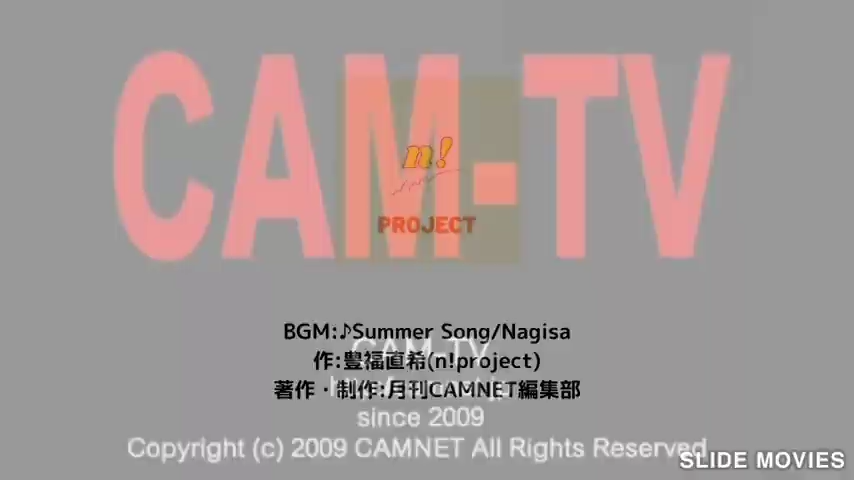 CAM-TV
n!
PROJECT
BGM:♪Summer Song/Nagisa
作:豊福直希(n!project)
CAM-TV
著作・制作:月刊CAMNET編集部
since 2009
Copyright (c) 2009 CAMNET All Rights Reserved
SLIDE MOVIES